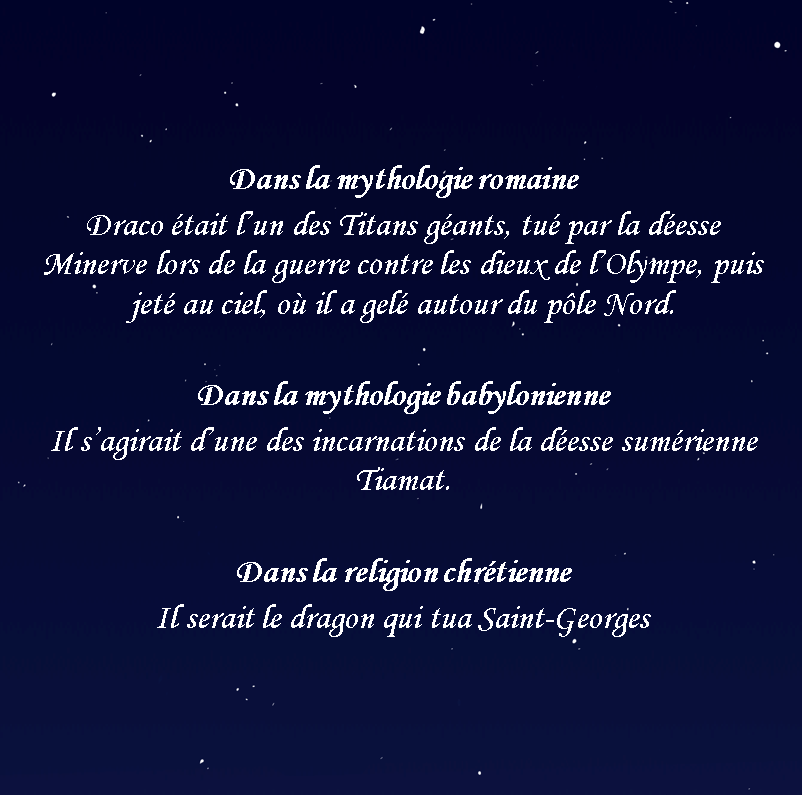 Dans la mythologie romaine
Draco était l'un des Titans géants, tué par la déesse
Minerve lors de la guerre contre les dieux de l'Olympe, puis
jeté au ciel, où il a gelé autour du pôle Nord.
Dans la mythologie babylonienne
Il s'agirait d'une des incarnations de la déesse sumérienne
Tiamat.
Dans la religion chrétienne
Il serait le dragon qui tua Saint-Georges